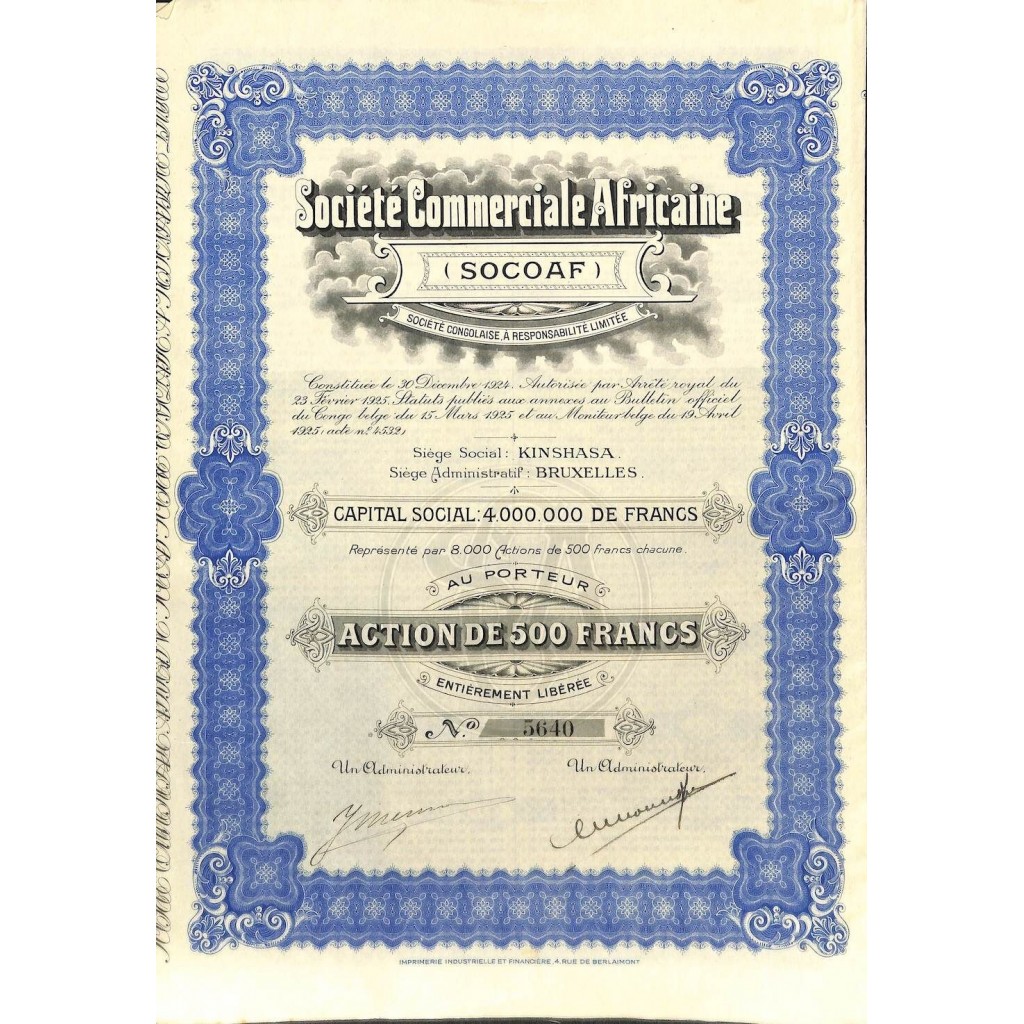 Société Commerciale Africaine
(SOCOAF)
SOCIÉTÉ CONGOLAISE, À RESPONSABILITÉ LIMITÉE
Constituée le 30 Décembre 1924. Autorisée par Arrêté royal du
23 Février 1925. Statuts publiés aux annexes au Bulletin officiel
du Congo belge du 15 Mars 1925 et au Moniteur belge du 19 Avril
1925 (acte nº 4532)
Siége Social: KINSHASA.
Siége Administratif: BRUXELLES.
CAPITAL SOCIAL: 4.000.000 DE FRANCS
Représenté par 8.000 Actions de 500 francs chacune.
AU PORTEUR
ACTION DE 500 FRANCS
ENTIÉREMENT LIBÉRÉE
N.º 5640
Un Administrateur, Un Administrateur,
IMPRIMERIE INDUSTRIELLE ET FINANCIÈRE, 4, RUE DE BERLAIMONT